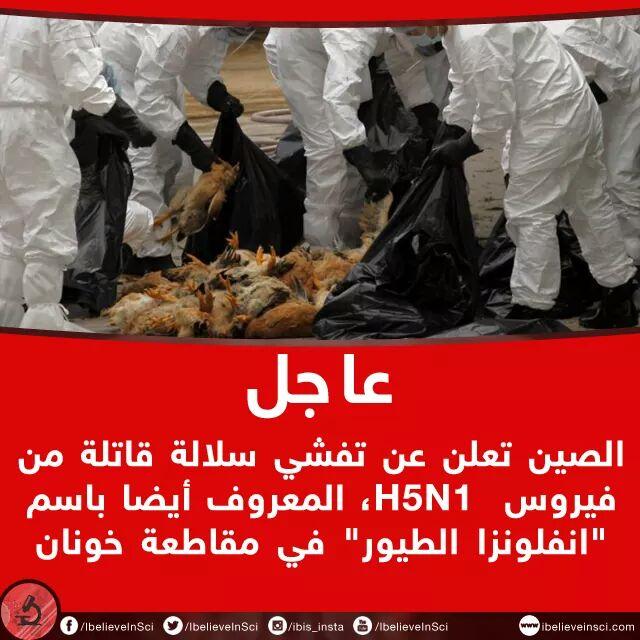 عاجل
الصين تعلن عن تفشي سلالة قاتلة من
فيروس H5N1، المعروف أيضا باسم
"انفلونزا الطيور" في مقاطعة خونان
/IbelieveInSci /IbelieveInSci /ibis_insta /IbelieveInSci www.ibelieveinsci.com